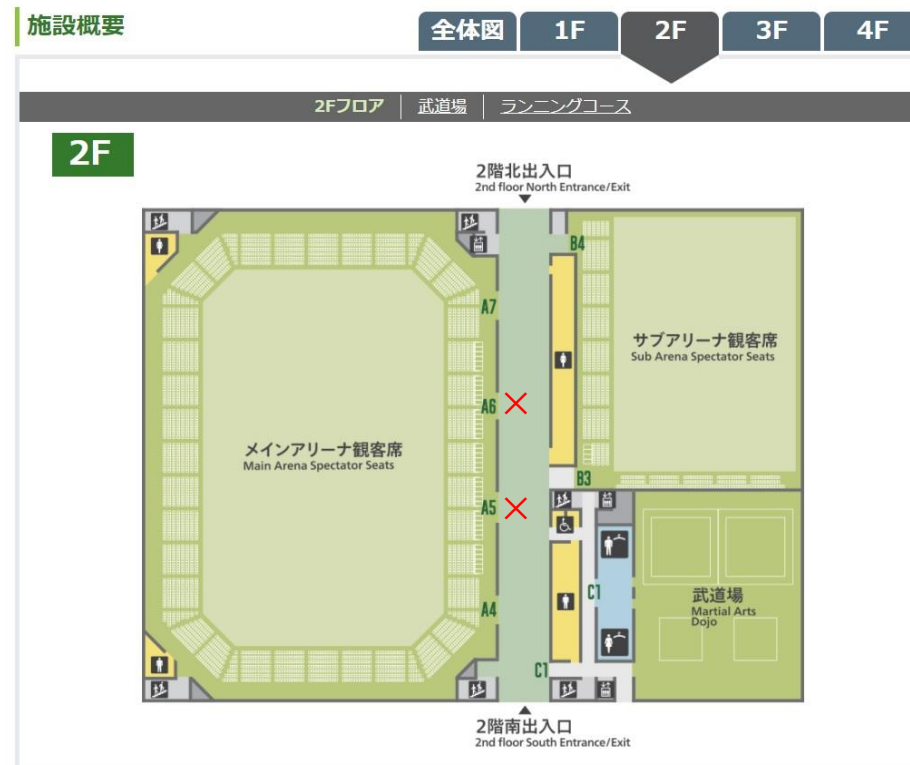 施設概要
全体図
1F
2F
3F
4F
2Fフロア
武道場
ランニングコース
2F
2階北出入口
2nd floor North Entrance/Exit
B4
A7
サブアリーナ観客席
Sub Arena Spectator Seats
A6
メインアリーナ観客席
Main Arena Spectator Seats
B3
A5
C1
武道場
Martial Arts
Dojo
A4
C1
2階南出入口
2nd floor South Entrance/Exit